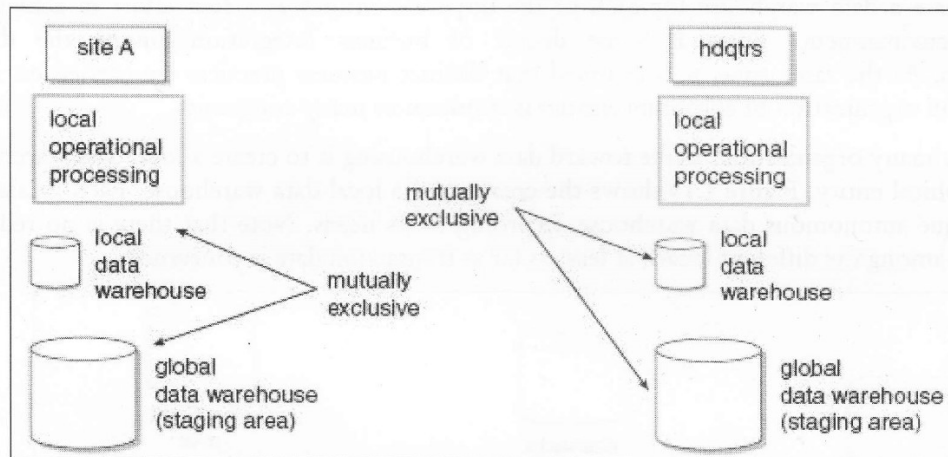 site A
hdqtrs
local
operational
processing
local
operational
processing
mutually
exclusive
local
data
warehouse
local
data
warehouse
mutually
exclusive
global
data warehouse
(staging area)
global
data warehouse
(staging area)